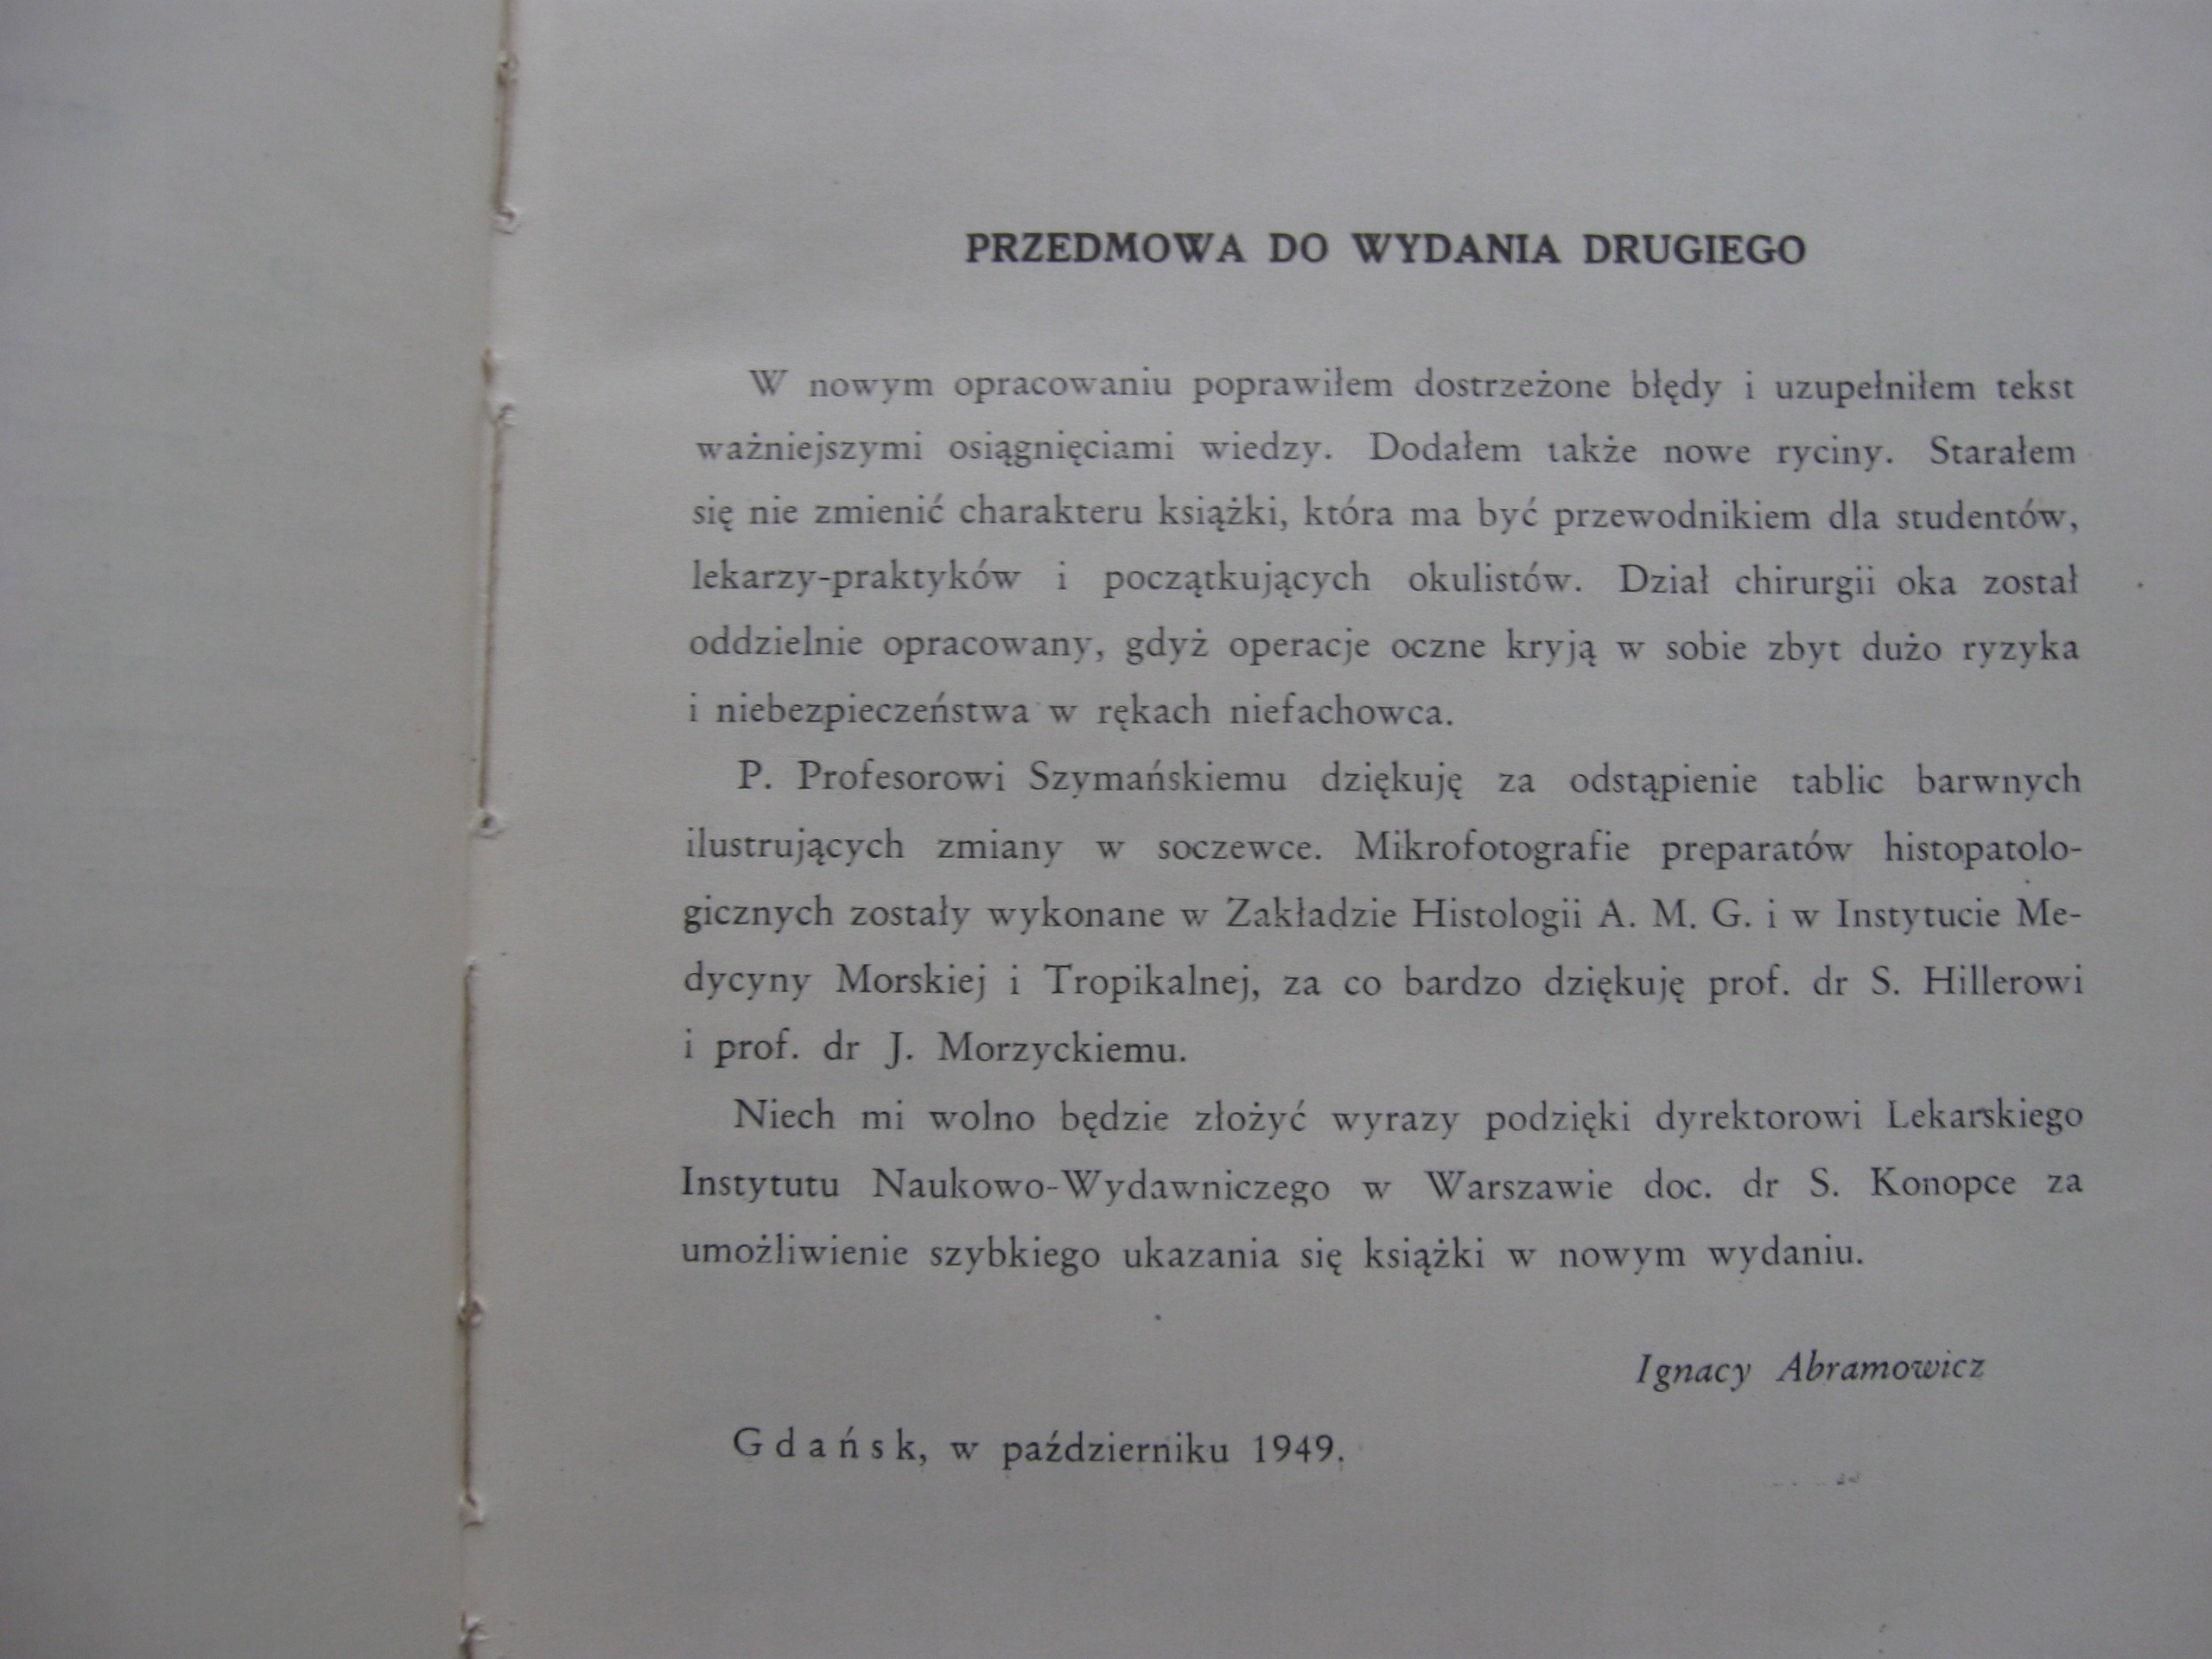 PRZEDMOWA DO WYDANIA DRUGIEGO
W nowym opracowaniu poprawiłem dostrzeżone błędy i uzupełniłem tekst
ważniejszymi osiągnięciami wiedzy. Dodałem także nowe ryciny. Starałem
się nie zmienić charakteru książki, która ma być przewodnikiem dla studentów,
lekarzy-praktyków i początkujących okulistów. Dział chirurgii oka został
oddzielnie opracowany, gdyż operacje oczne kryją w sobie zbyt dużo ryzyka
i niebezpieczeństwa w rękach niefachowca.
P. Profesorowi Szymańskiemu dziękuję za odstąpienie tablic barwnych
ilustrujących zmiany w soczewce. Mikrofotografie preparatów histopatolo-
gicznych zostały wykonane w Zakładzie Histologii A. M. G. i w Instytucie Me-
dycyny Morskiej i Tropikalnej, za co bardzo dziękuję prof. dr S. Hillerowi
i prof. dr J. Morzyckiemu.
Niech mi wolno będzie złożyć wyrazy podzięki dyrektorowi Lekarskiego
Instytutu Naukowo-Wydawniczego w Warszawie doc. dr S. Konopce za
umożliwienie szybkiego ukazania się książki w nowym wydaniu.
Ignacy Abramowicz
Gdańsk, w październiku 1949.